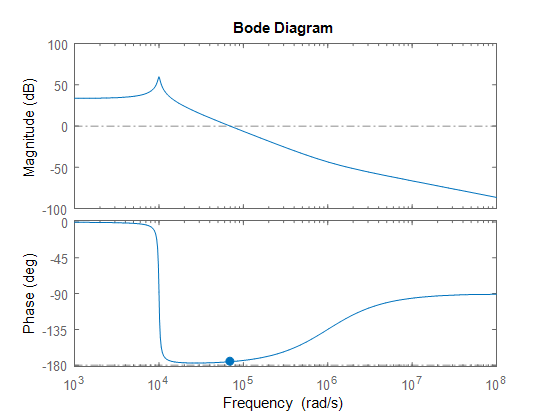 Bode Diagram
100
50
0
-50
-100
Magnitude (dB)
0
-45
-90
-135
-180
Phase (deg)
10^3 10^4 10^5 10^6 10^7 10^8
Frequency (rad/s)